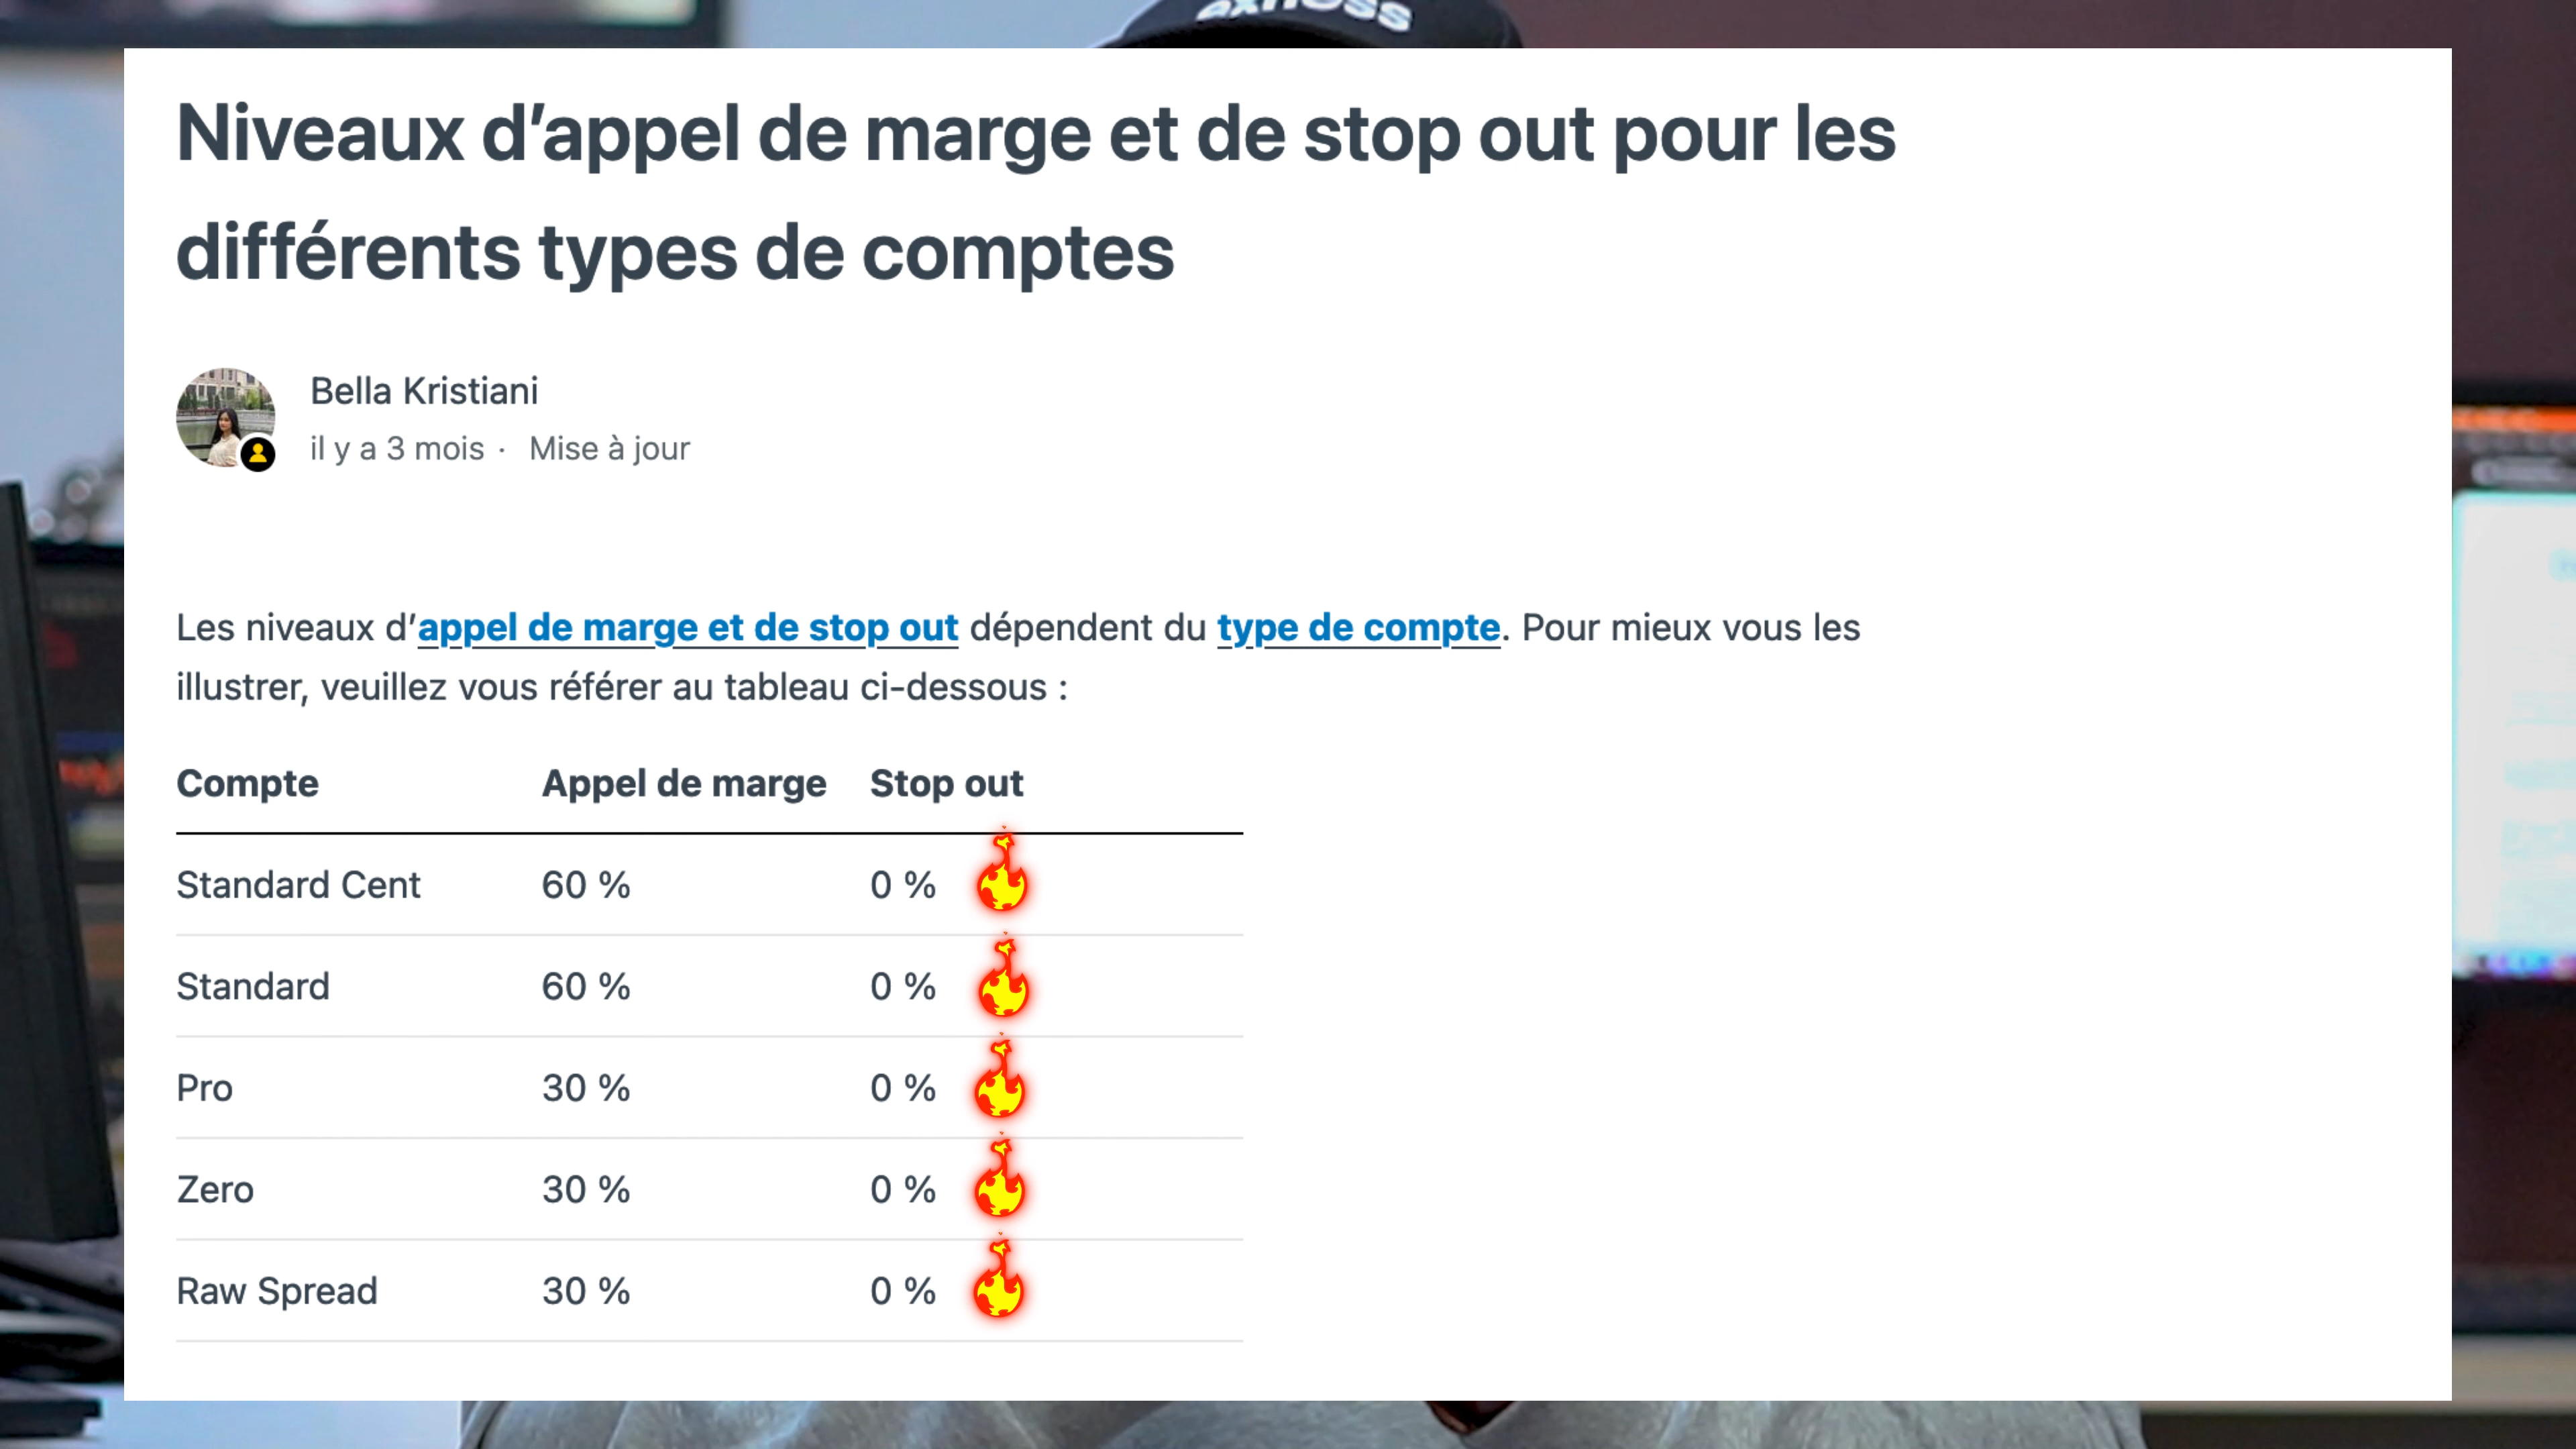 exness
Niveaux d’appel de marge et de stop out pour les
différents types de comptes
Bella Kristiani
il y a 3 mois · Mise à jour
Les niveaux d’appel de marge et de stop out dépendent du type de compte. Pour mieux vous les
illustrer, veuillez vous référer au tableau ci-dessous :
Compte Appel de marge Stop out
Standard Cent 60 % 0 %
Standard 60 % 0 %
Pro 30 % 0 %
Zero 30 % 0 %
Raw Spread 30 % 0 %